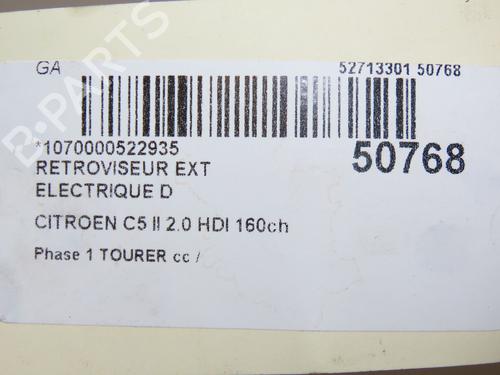 B-PARTS
GA
52713301 50768
*1070000522935
50768
RETROVISEUR EXT
ELECTRIQUE D
CITROEN C5 II 2.0 HDI 160ch
Phase 1 TOURER cc /